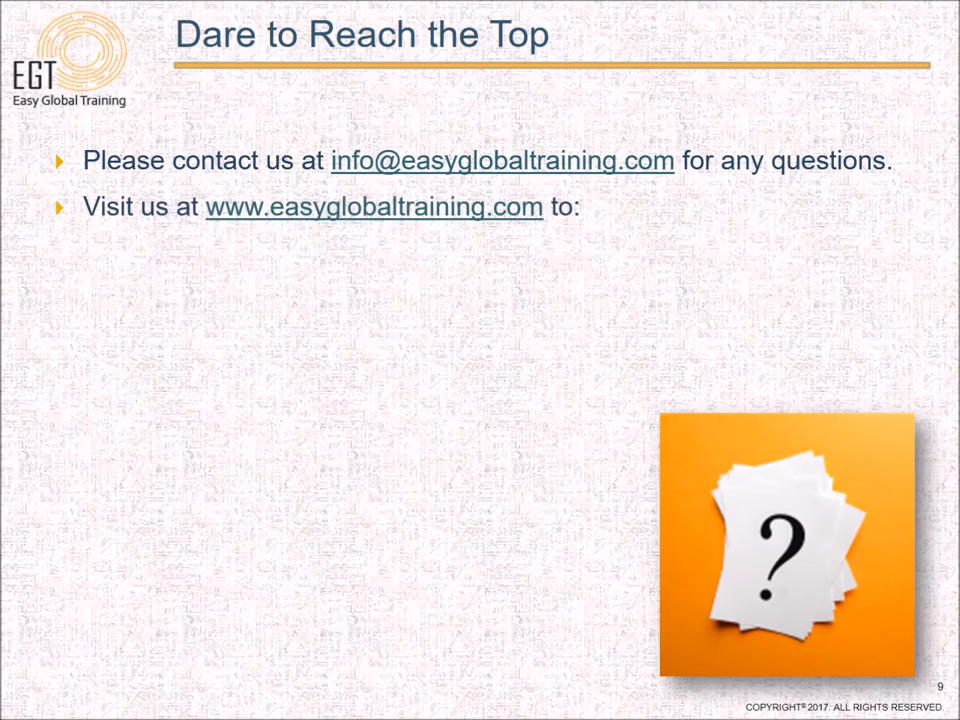 Dare to Reach the Top
EGT
Easy Global Training
Please contact us at info@easyglobaltraining.com for any questions.
Visit us at www.easyglobaltraining.com to:
?
9
COPYRIGHT® 2017. ALL RIGHTS RESERVED.